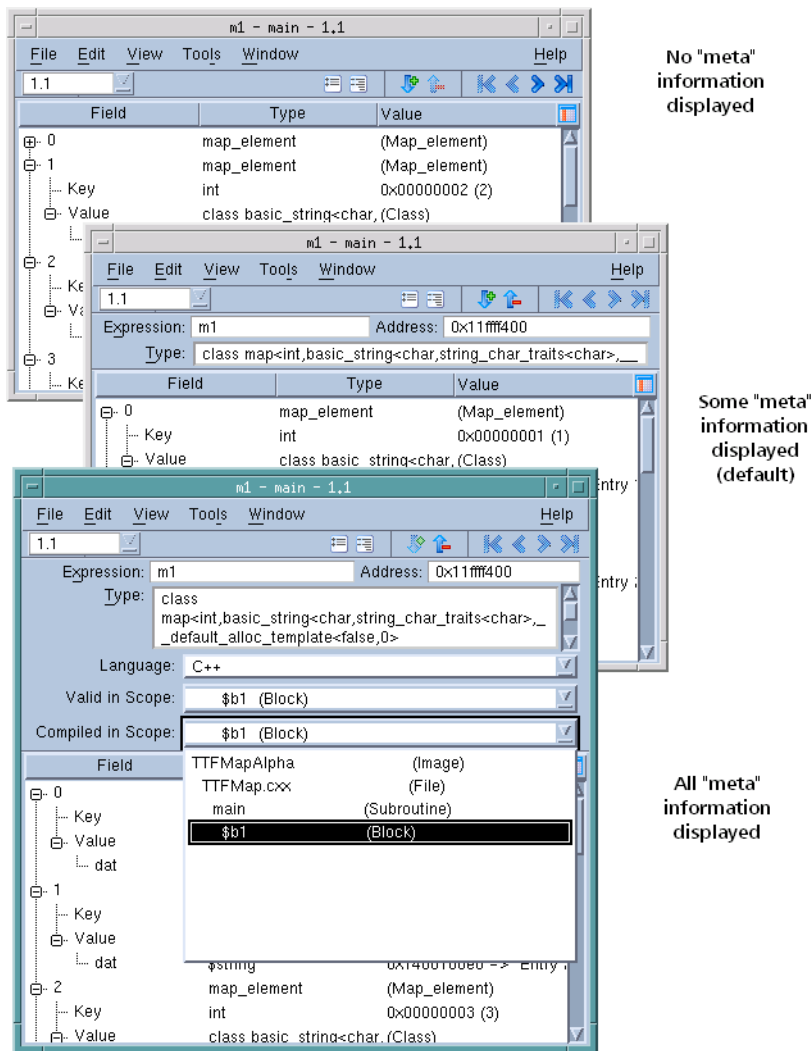 m1 - main - 1.1
File Edit View Tools Window Help
1.1
Field Type Value
0 map_element (Map_element)
1 map_element (Map_element)
Key int 0x00000002 (2)
Value class basic_string<char, (Class)
2
Ke
Va
3
Ke
No "meta"
information
displayed
m1 - main - 1.1
File Edit View Tools Window Help
1.1
Expression: m1 Address: 0x11ffff400
Type: class map<int,basic_string<char,string_char_traits<char>,__
Field Type Value
0 map_element (Map_element)
Key int 0x00000001 (1)
Value class basic_string<char, (Class)
Entry
Entry
Some "meta"
information
displayed
(default)
m1 - main - 1.1
File Edit View Tools Window Help
1.1
Expression: m1 Address: 0x11ffff400
Type: class
map<int,basic_string<char,string_char_traits<char>,_
_default_alloc_template<false,0>
Language: C++
Valid in Scope: $b1 (Block)
Compiled in Scope: $b1 (Block)
TTFMapAlpha (Image)
TTFMap.cxx (File)
main (Subroutine)
$b1 (Block)
Field
0
Key
Value
dat
1
Key
Value
dat $string
2 map_element (Map_element)
Key int 0x00000003 (3)
Value class basic_string<char, (Class)
All "meta"
information
displayed